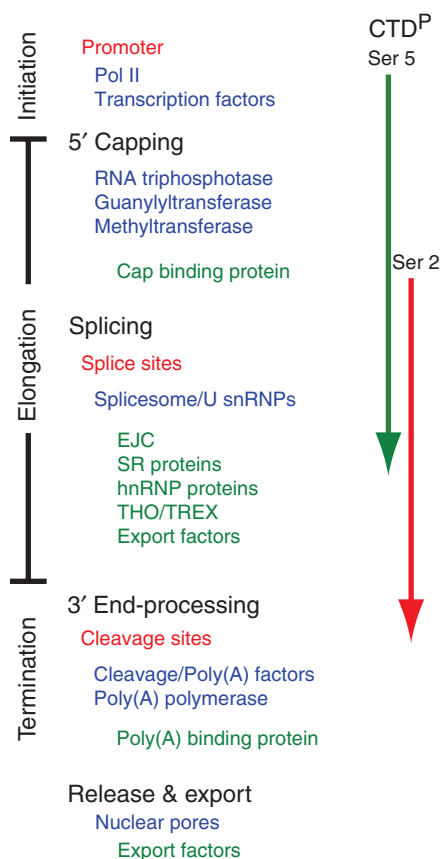 CTDP
Ser 5
Initiation
Promoter
Pol II
Transcription factors
5′ Capping
RNA triphosphotase
Guanylyltransferase
Methyltransferase
Cap binding protein
Ser 2
Elongation
Splicing
Splice sites
Splicesome/U snRNPs
EJC
SR proteins
hnRNP proteins
THO/TREX
Export factors
Termination
3′ End-processing
Cleavage sites
Cleavage/Poly(A) factors
Poly(A) polymerase
Poly(A) binding protein
Release & export
Nuclear pores
Export factors